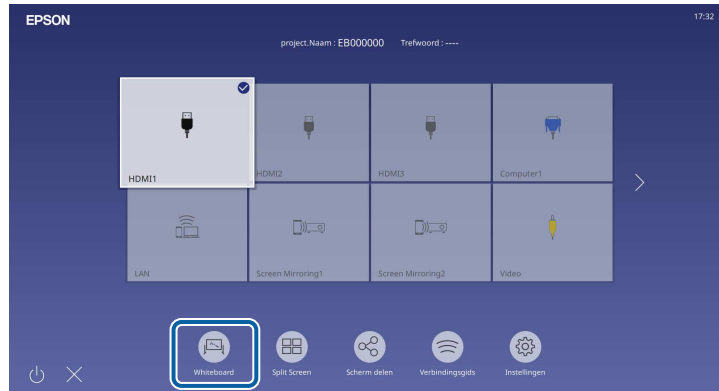 EPSON
17:32
project.Naam : EB000000 Trefwoord : ----
HDMI1
HDMI2
HDMI3
Computer1
LAN
Screen Mirroring1
Screen Mirroring2
Video
Whiteboard
Split Screen
Scherm delen
Verbindingsgids
Instellingen